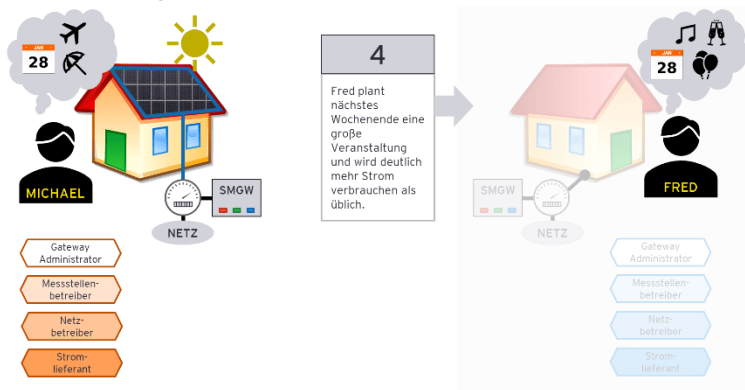 JAN
28
MICHAEL
SMGW
NETZ
Gateway
Administrator
Messstellen-
betreiber
Netz-
betreiber
Strom-
lieferant
4
Fred plant
nächstes
Wochenende eine
große
Veranstaltung
und wird deutlich
mehr Strom
verbrauchen als
üblich.
JAN
28
FRED
SMGW
NETZ
Gateway
Administrator
Messstellen-
betreiber
Netz-
betreiber
Strom-
lieferant